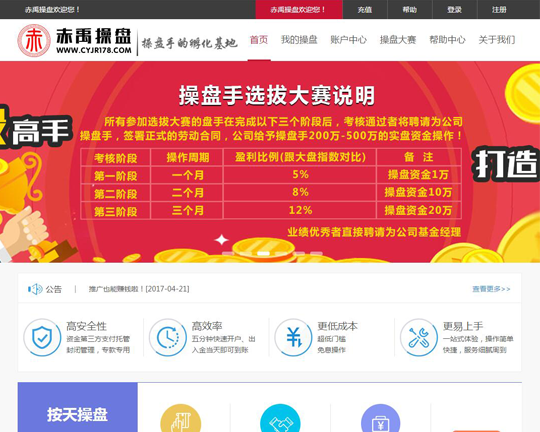 赤禹操盘欢迎您！ 赤禹操盘欢迎您！ 充值 帮助 登录 注册
赤 赤禹操盘
WWW.CYJR178.COM
操盘手的孵化基地
首页 我的操盘 账户中心 操盘大赛 帮助中心 关于我们
操盘手选拔大赛说明
所有参加选拔大赛的盘手在完成以下三个阶段后，考核通过者将聘请为公司
操盘手，签署正式的劳动合同，公司给予操盘手200万-500万的实盘资金操作！
高手
打造
考核阶段 操作周期 盈利比例(跟大盘指数对比) 备 注
第一阶段 一个月 5% 操盘资金1万
第二阶段 二个月 8% 操盘资金10万
第三阶段 三个月 12% 操盘资金20万
业绩优秀者直接聘请为公司基金经理
公告 推广也能赚钱啦！[2017-04-21] 查看更多>>
高安全性
资金第三方支付托管
封闭管理，专款专用
高效率
五分钟快速开户，出
入金当天即可到账
更低成本
超低门槛
免息操作
更易上手
一站式体验，操作简单
快捷，服务细腻周到
按天操盘